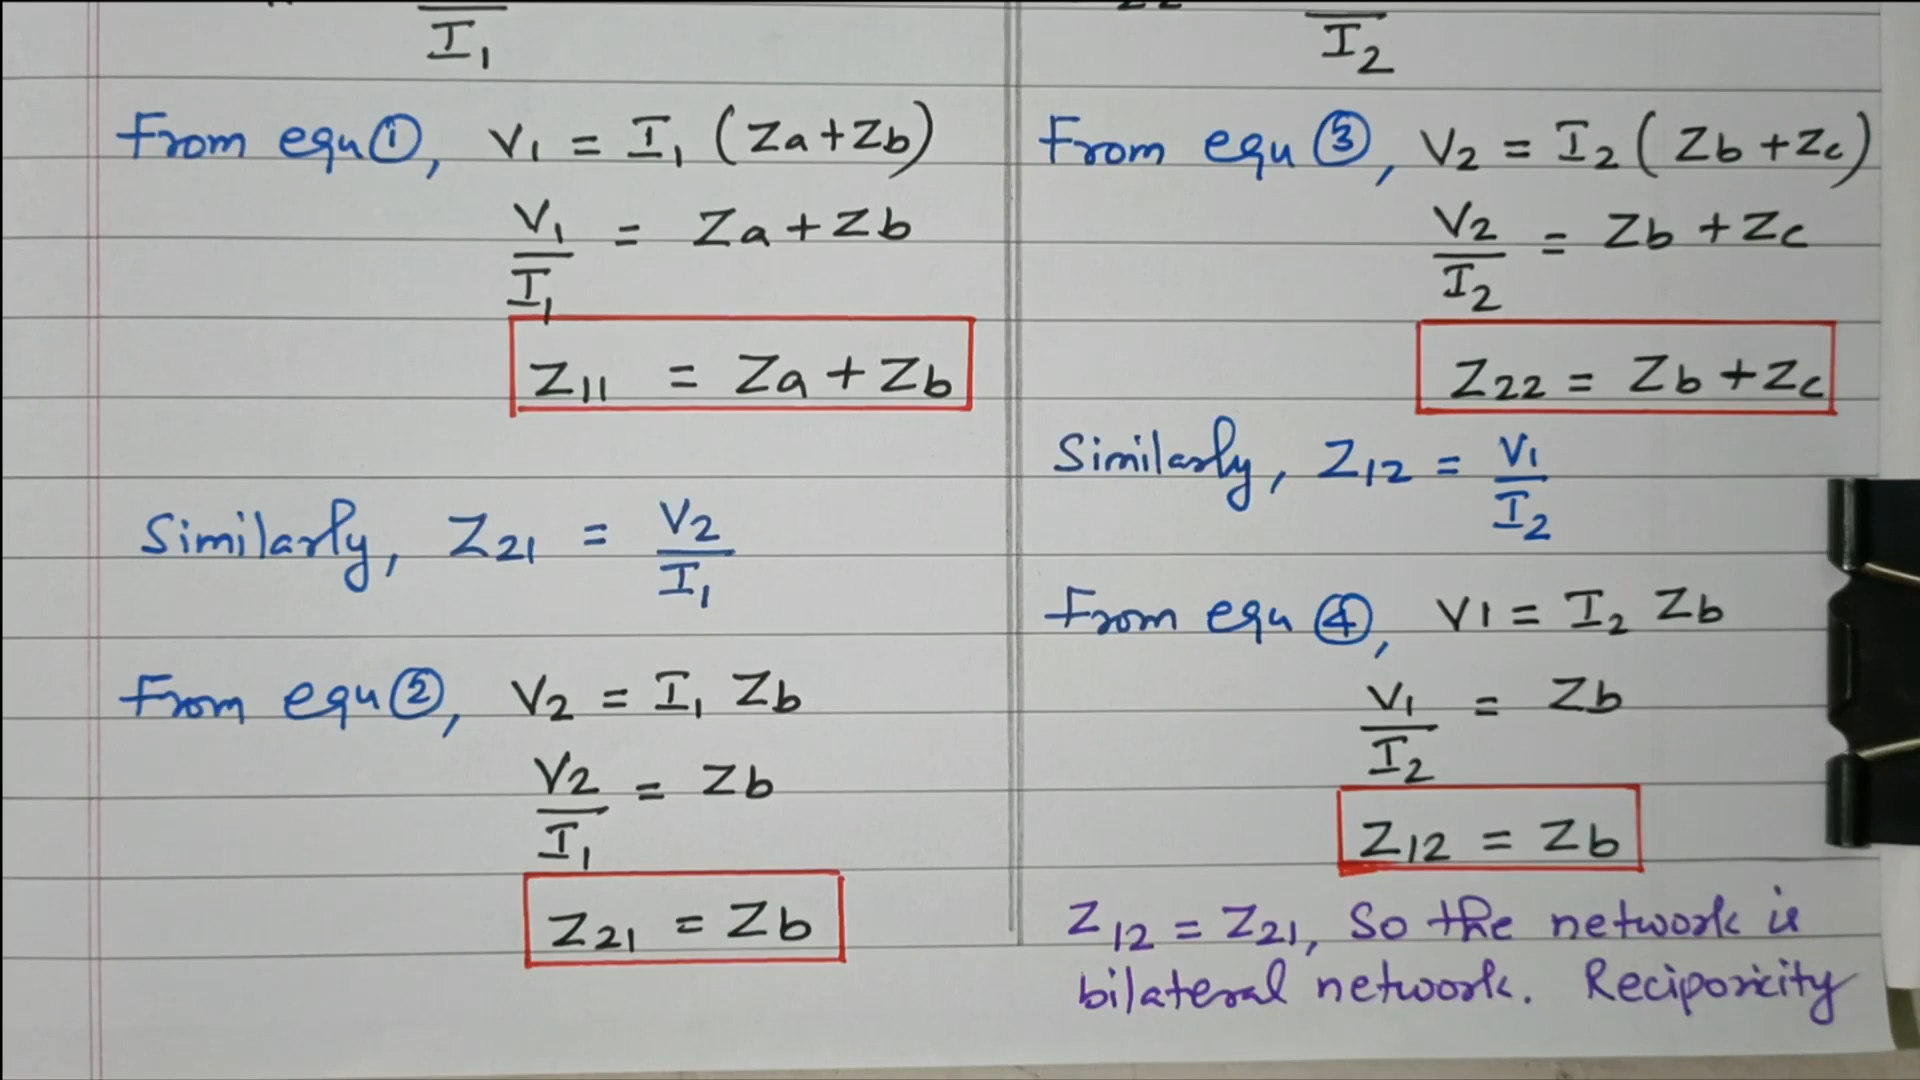 I1
From equ ①, V1 = I1 (Za+Zb)
V1/I1 = Za+Zb
Z11 = Za+Zb
Similarly, Z21 = V2/I1
From equ ②, V2 = I1 Zb
V2/I1 = Zb
Z21 = Zb
I2
From equ ③, V2 = I2 (Zb+Zc)
V2/I2 = Zb+Zc
Z22 = Zb+Zc
Similarly, Z12 = V1/I2
From equ ④, V1 = I2 Zb
V1/I2 = Zb
Z12 = Zb
Z12 = Z21, So the network is
bilateral network. Reciporicity